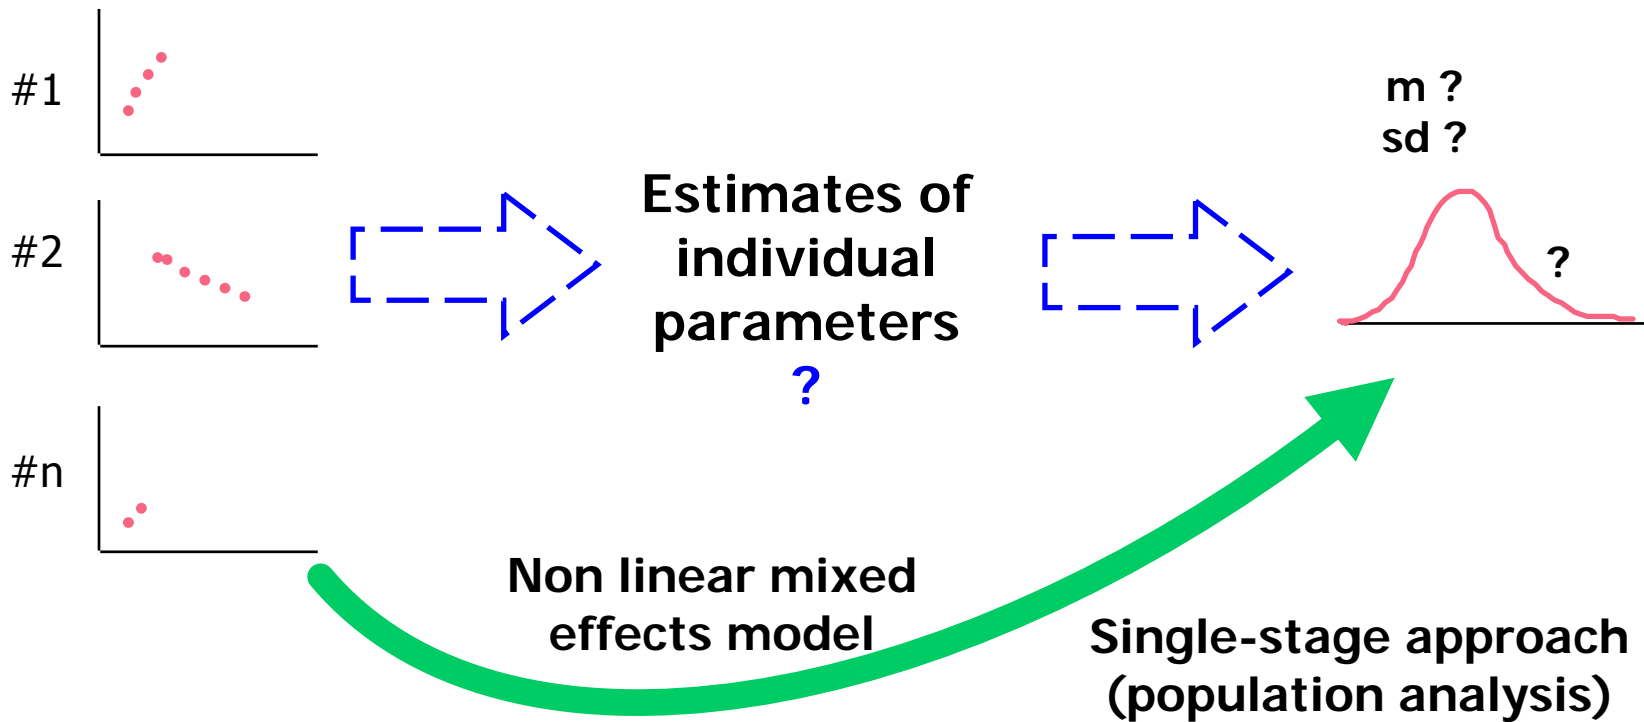 #1
#2
#n
Estimates of
individual
parameters
?
m ?
sd ?
?
Non linear mixed
effects model
Single-stage approach
(population analysis)